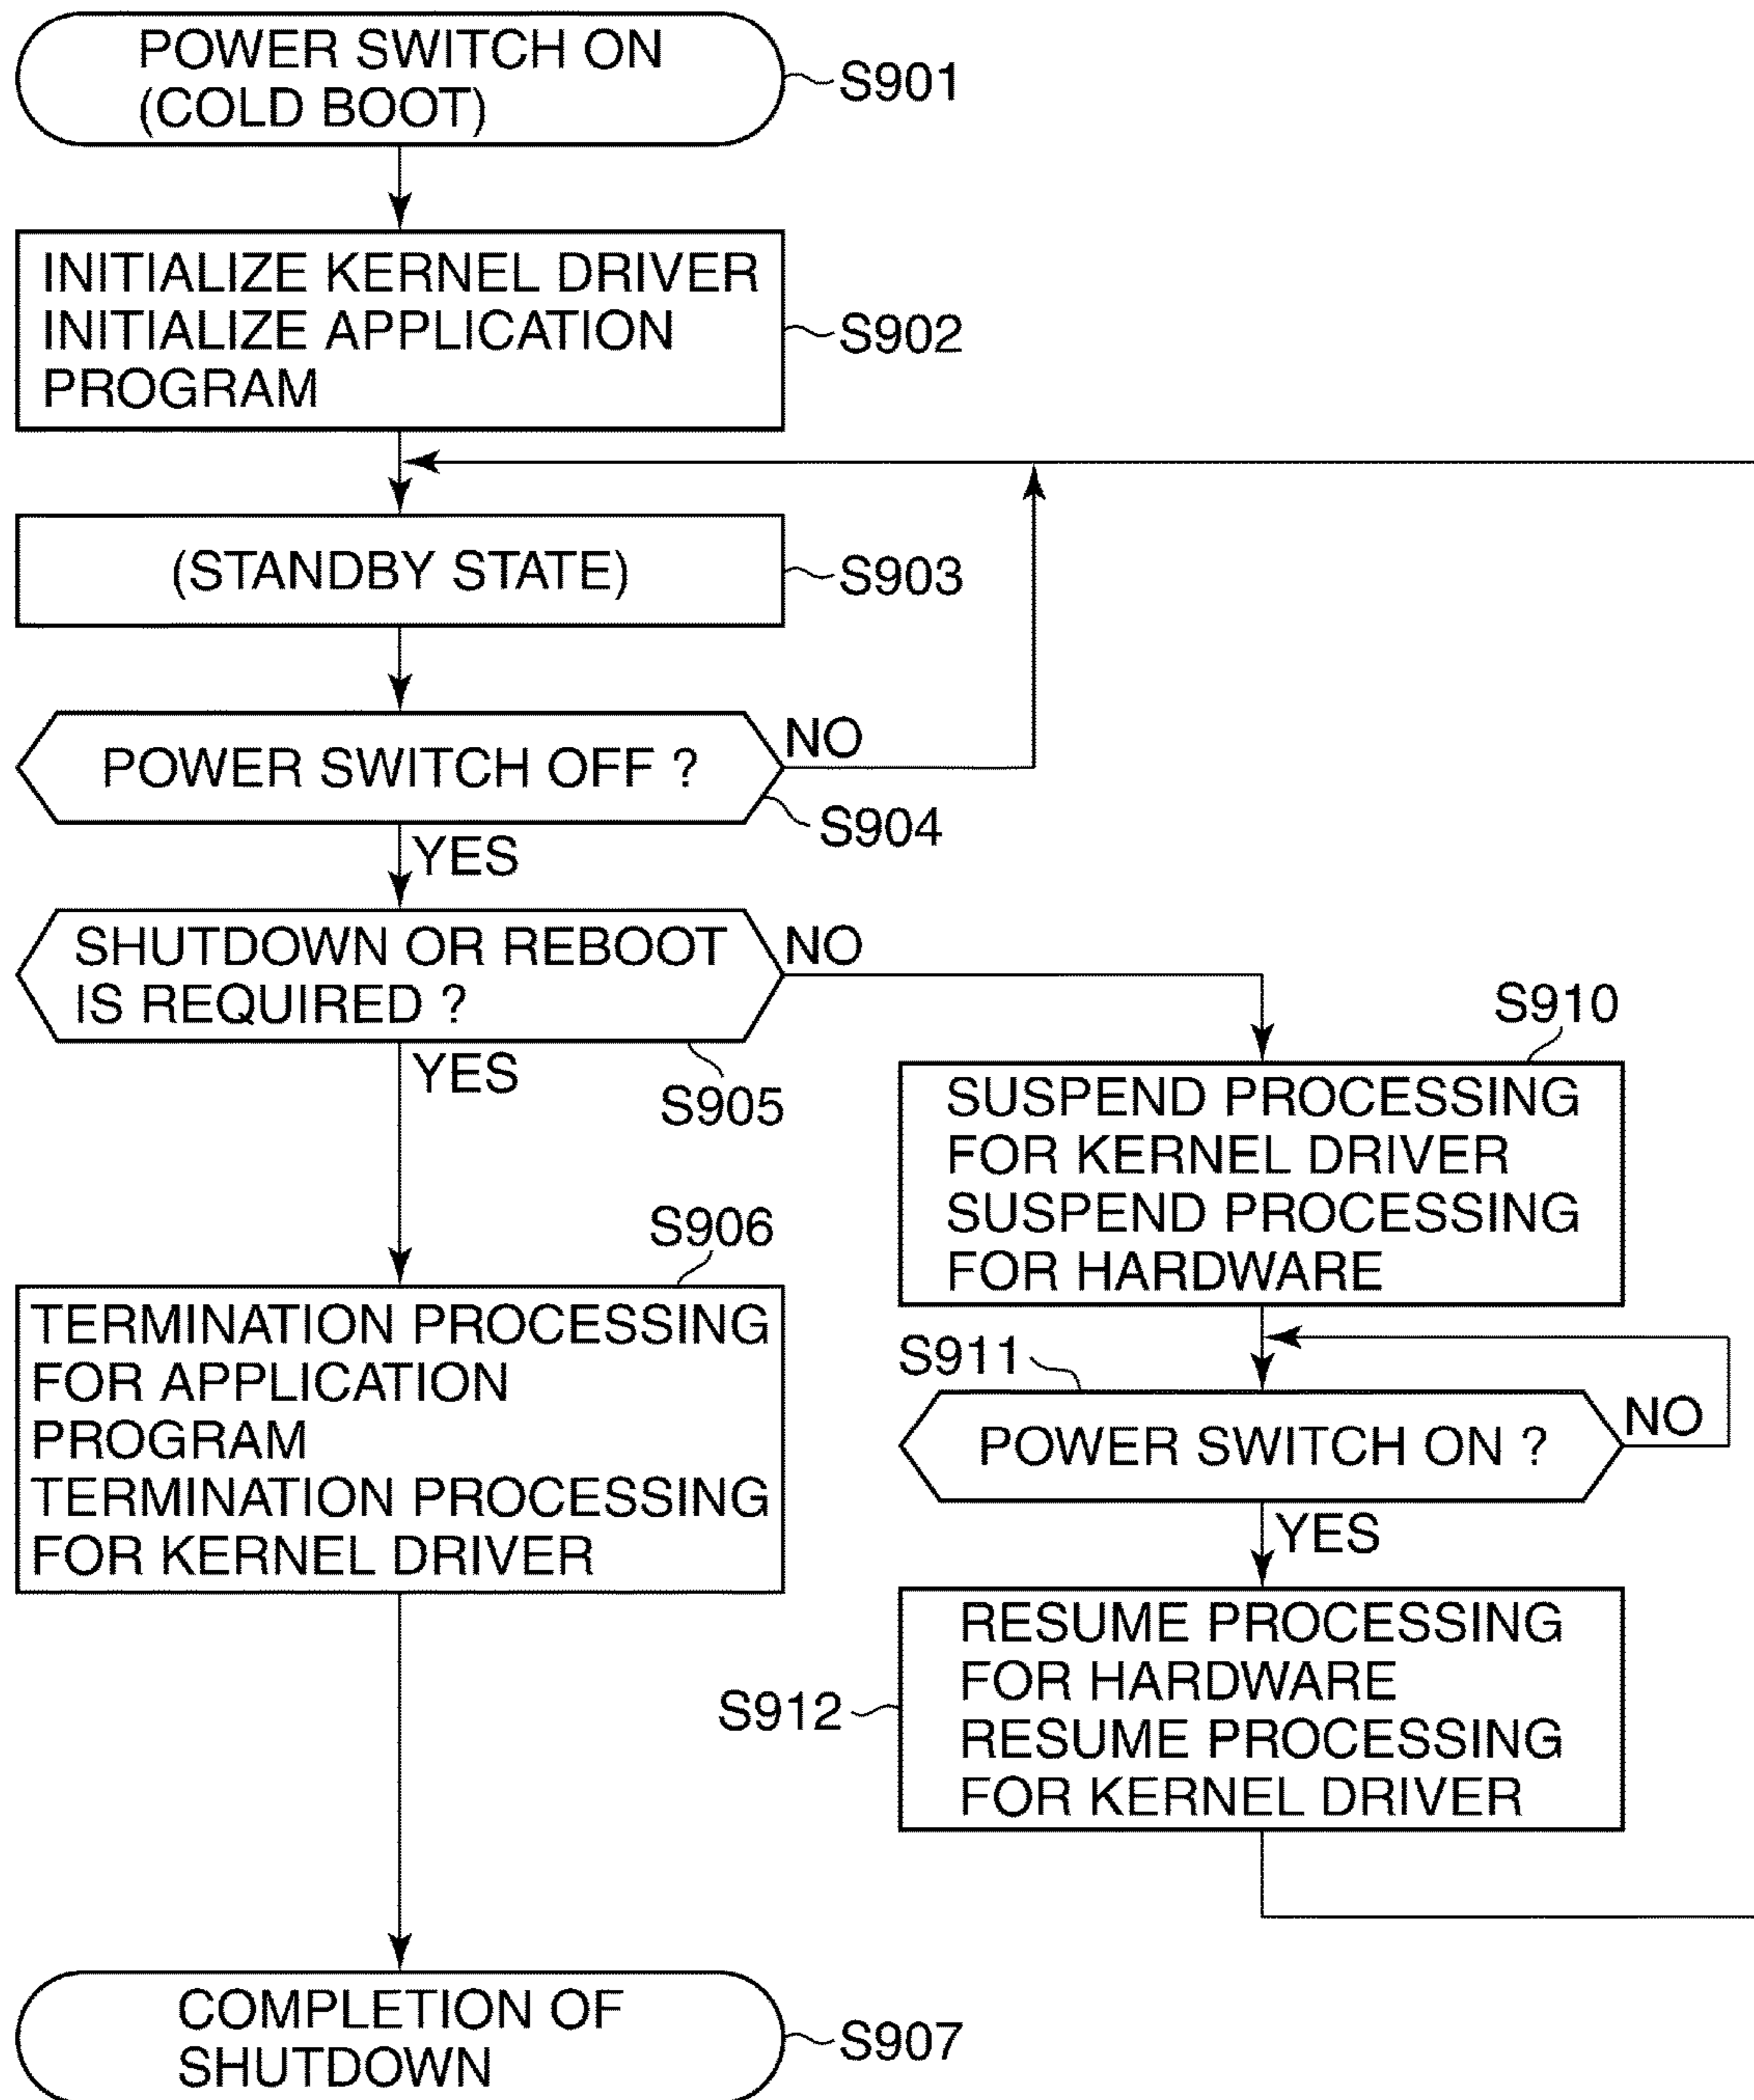 POWER SWITCH ON
(COLD BOOT)
S901
INITIALIZE KERNEL DRIVER
INITIALIZE APPLICATION
PROGRAM
S902
(STANDBY STATE)
S903
POWER SWITCH OFF ?
NO
S904
YES
SHUTDOWN OR REBOOT
IS REQUIRED ?
NO
S905
YES
S910
SUSPEND PROCESSING
FOR KERNEL DRIVER
SUSPEND PROCESSING
FOR HARDWARE
S906
TERMINATION PROCESSING
FOR APPLICATION
PROGRAM
TERMINATION PROCESSING
FOR KERNEL DRIVER
S911
POWER SWITCH ON ?
NO
YES
RESUME PROCESSING
FOR HARDWARE
RESUME PROCESSING
FOR KERNEL DRIVER
S912
COMPLETION OF
SHUTDOWN
S907